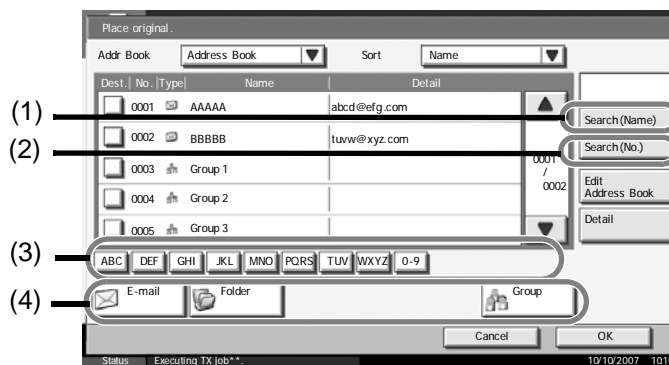 Place original.
Addr Book Address Book Sort Name
Dest. No. Type Name Detail
0001 AAAAA abcd@efg.com
(1) Search(Name)
0002 BBBBB tuvw@xyz.com
(2) Search(No.)
0001
/
0002
0003 Group 1
Edit
Address Book
0004 Group 2
Detail
0005 Group 3
(3) ABC DEF GHI JKL MNO PQRS TUV WXYZ 0-9
(4) E-mail Folder Group
Cancel OK
Status Executing TX job**. 10/10/2007